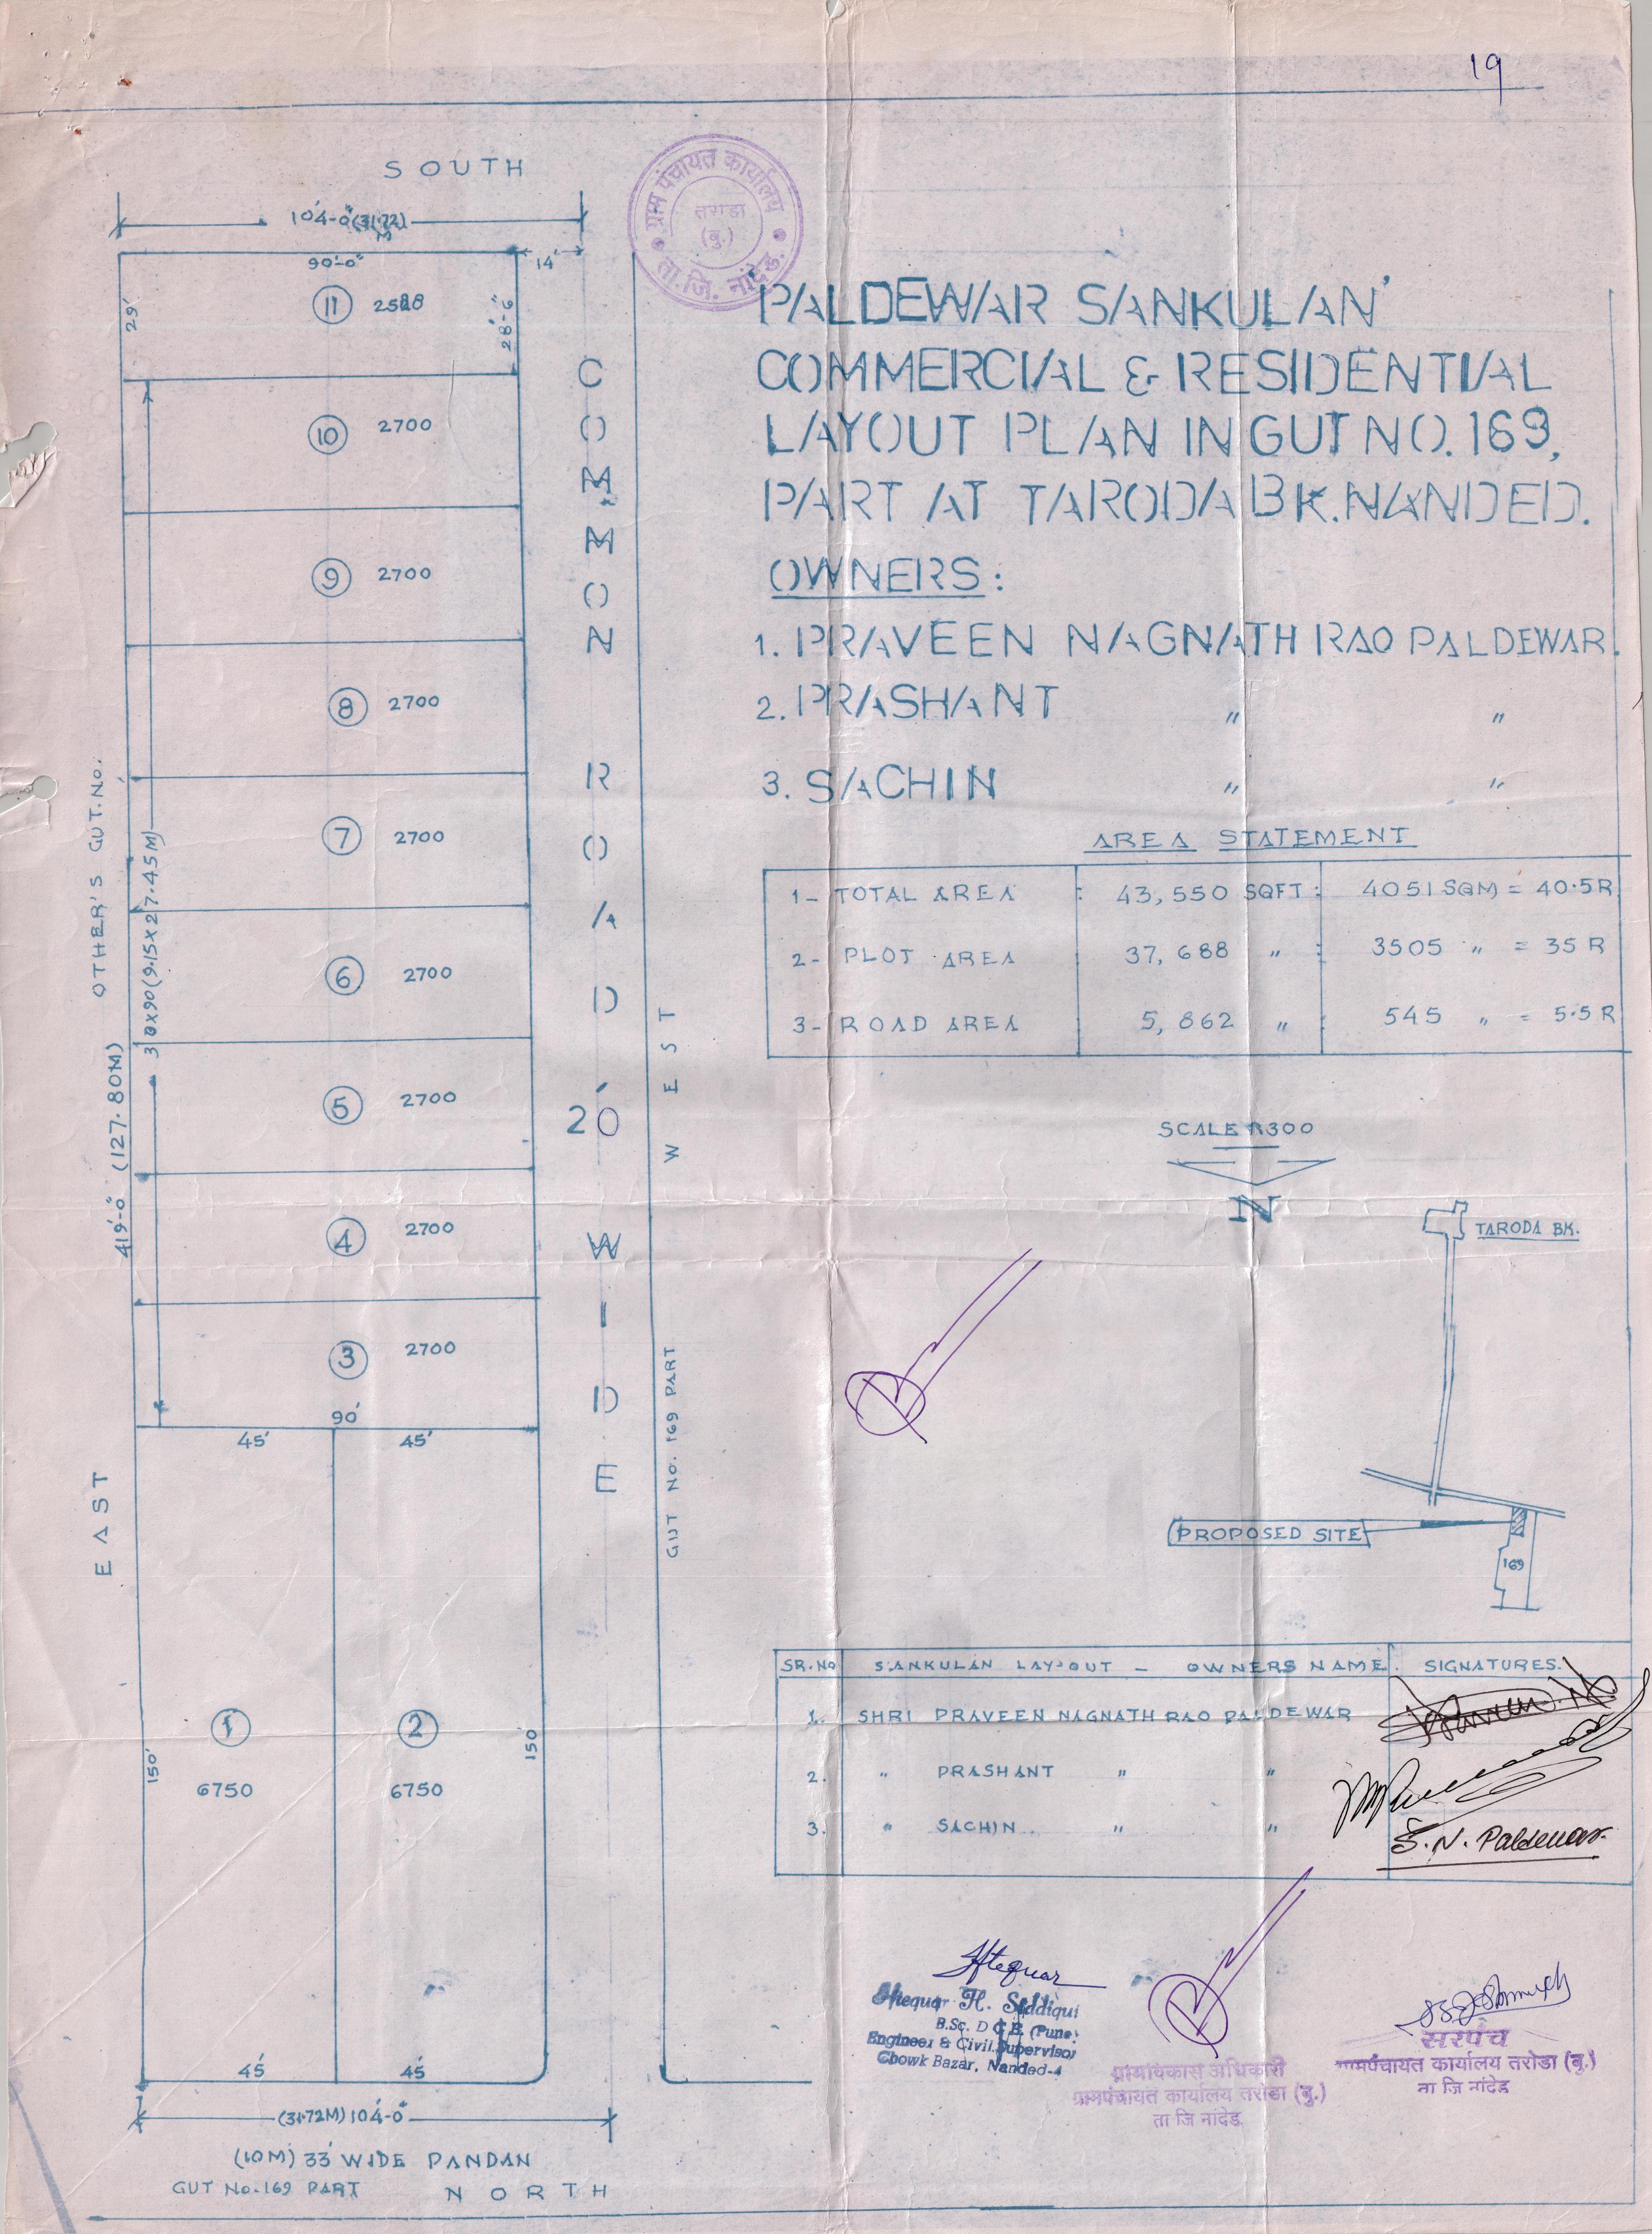 19
SOUTH
104'-0"(31.72)
M
90'-0"
14'
29'
11
28'-6"
10 2700
9 2700
8 2700
7 2700
6 2700
5 2700
4 2700
3 2700
90'
45' 45'
1 2
6750 6750
150' 150
45' 45'
(31.72M) 104'-0"
(10M) 33' WIDE PANDAN
GUT No.169 PART NORTH
OTHER'S GUT.No.
419'-0" (127.80M)
30x90(9.15x27.45M)
EAST
COMMON ROAD 20' WIDE
WEST
GUT No. 169 PART
ग्राम पंचायत कार्यालय
तराडा
(बु.)
ता.जि. नांदेड.
PALDEWAR SANKULAN'
COMMERCIAL & RESIDENTIAL
LAYOUT PLAN IN GUT NO. 169,
PART AT TARODA BK. NANDED.
OWNERS:
1. PRAVEEN NAGNATH RAO PALDEWAR.
2. PRASHANT " "
3. SACHIN " "
AREA STATEMENT
1- TOTAL AREA : 43,550 SQFT : 4051 SQM = 40.5R
2- PLOT AREA : 37,688 " : 3505 " = 35 R
3- ROAD AREA : 5,862 " : 545 " = 5.5 R
SCALE 1:300
N
TARODA BK.
PROPOSED SITE
169
SR.NO SANKULAN LAYOUT - OWNERS NAME. SIGNATURES.
1. SHRI PRAVEEN NAGNATH RAO PALDEWAR
2. " PRASHANT " "
3. " SACHIN " "
S.N. Paldewar.
Iftequar
Iftequar H. Siddiqui
B.Sc. D.C.E. (Pune)
Engineer & Civil Supervisor
Chowk Bazar, Nanded-4
ग्रामविकास अधिकारी
ग्रामपंचायत कार्यालय तरोडा (बु.)
ता जि नांदेड.
सरपंच
ग्रामपंचायत कार्यालय तरोडा (बु.)
ता जि नांदेड